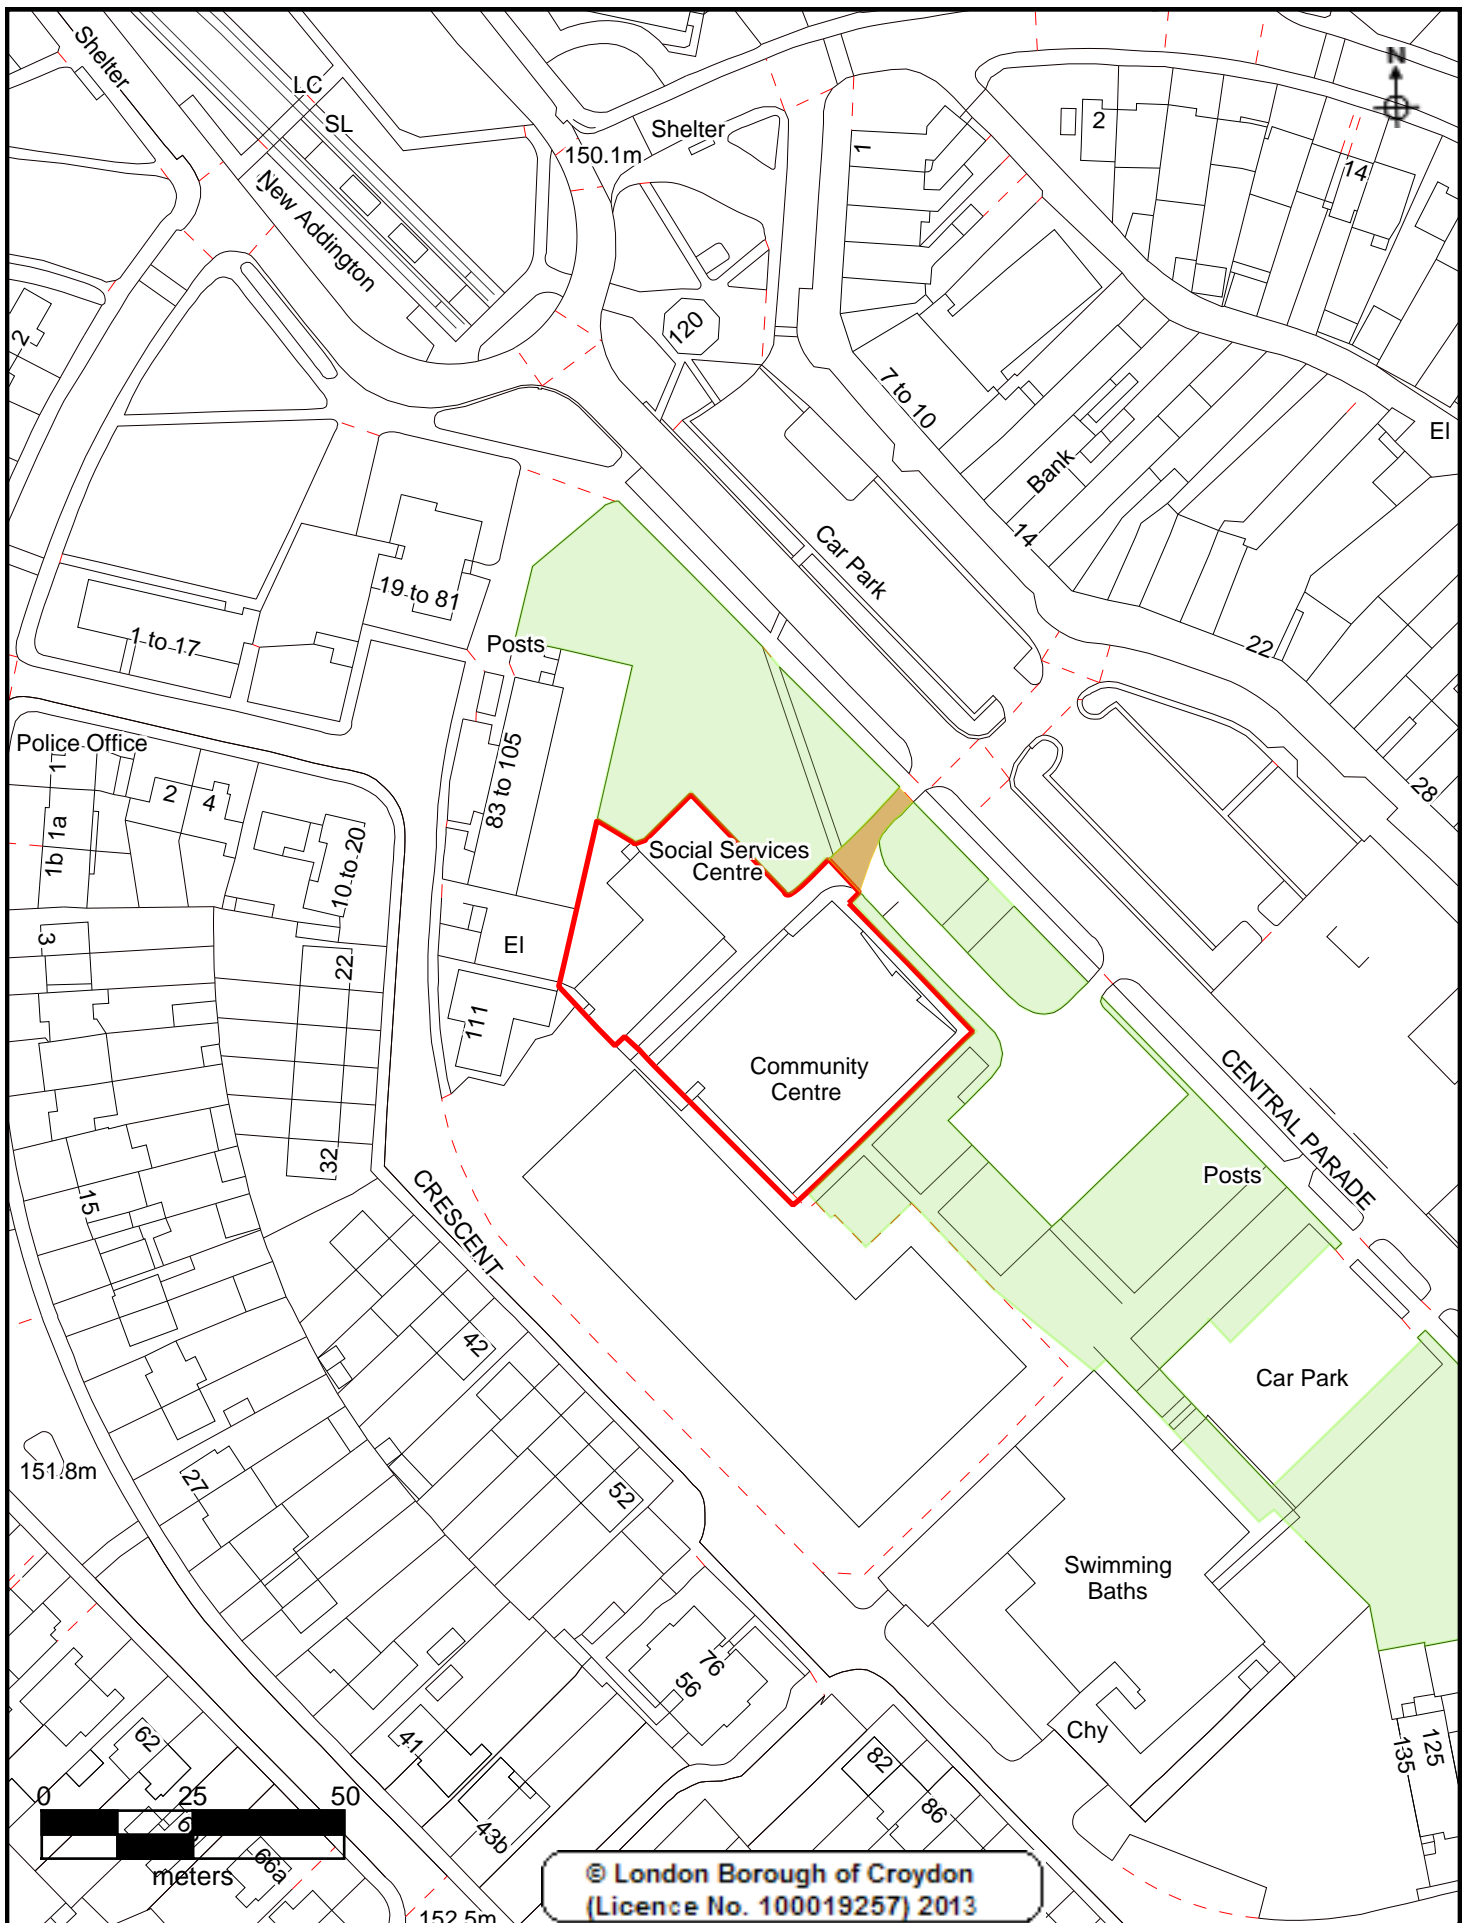 Shelter
LC
SL
N
Shelter
150.1m
1
2
14
New Addington
120
2
7 to 10
Bank
EI
14
Car Park
19 to 81
1 to 17
Posts
22
Police Office
1
2
4
1a
1b
10 to 20
83 to 105
28
Social Services
Centre
3
22
EI
111
Community
Centre
CENTRAL PARADE
32
15
CRESCENT
Posts
42
Car Park
151.8m
27
52
Swimming
Baths
76
56
62
41
Chy
82
86
135
125
0 25 50
43b
66a
meters
© London Borough of Croydon
(Licence No. 100019257) 2013
152.5m